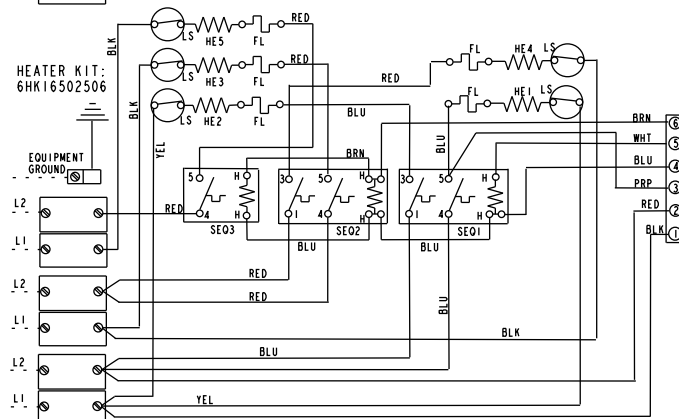 RED
LS
HE5
FL
BLK
HEATER KIT:
6HK16502506
RED
LS
HE3
FL
BLK
RED
FL
HE4
LS
LS
HE2
FL
BLU
FL
HE1
LS
YEL
BLU
BRN
6
WHT
5
BLU
4
PRP
3
RED
2
BLK
1
EQUIPMENT
GROUND
BRN
5
H
3
5
H
3
5
H
RED
4
H
1
4
H
1
4
H
SEQ3
SEQ2
SEQ1
BLU
BLU
L2
L1
RED
L2
RED
BLU
L1
BLK
BLU
L2
YEL
L1